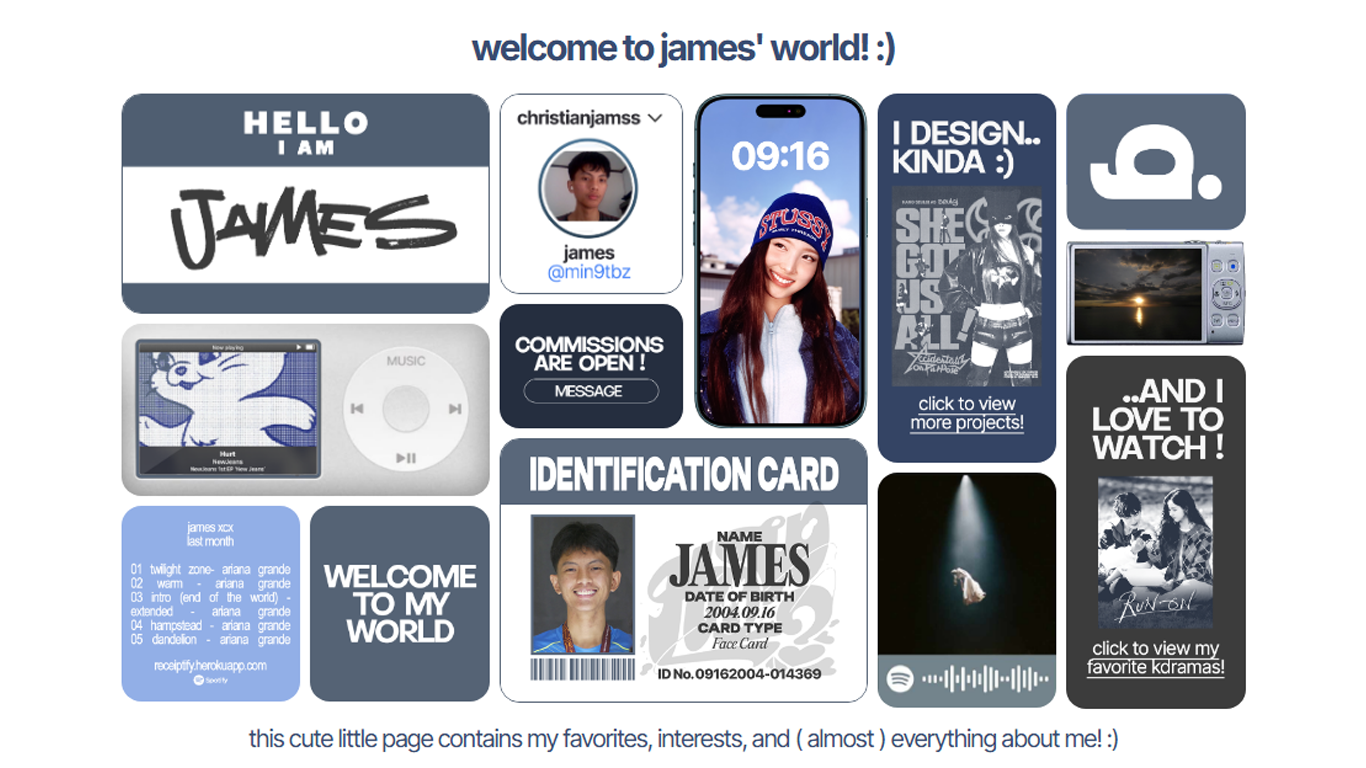 welcome to james' world! :)
HELLO
I AM
JAMES
christianjamss
james
@min9tbz
COMMISSIONS
ARE OPEN !
MESSAGE
09:16
STUSSY
I DESIGN..
KINDA :)
SHE
GOT
US
ALL!
click to view
more projects!
a.
Now playing
MUSIC
Hurt
NewJeans
NewJeans 1st EP 'New Jeans'
..AND I
LOVE TO
WATCH !
RUN-ON
click to view my
favorite kdramas!
james xcx
last month
01 twilight zone- ariana grande
02 warm - ariana grande
03 intro (end of the world) -
extended - ariana grande
04 hampstead - ariana grande
05 dandelion - ariana grande
receiptify.herokuapp.com
Spotify
WELCOME
TO MY
WORLD
IDENTIFICATION CARD
NAME
JAMES
DATE OF BIRTH
2004.09.16
CARD TYPE
Face Card
ID No. 09162004-014369
this cute little page contains my favorites, interests, and ( almost ) everything about me! :)